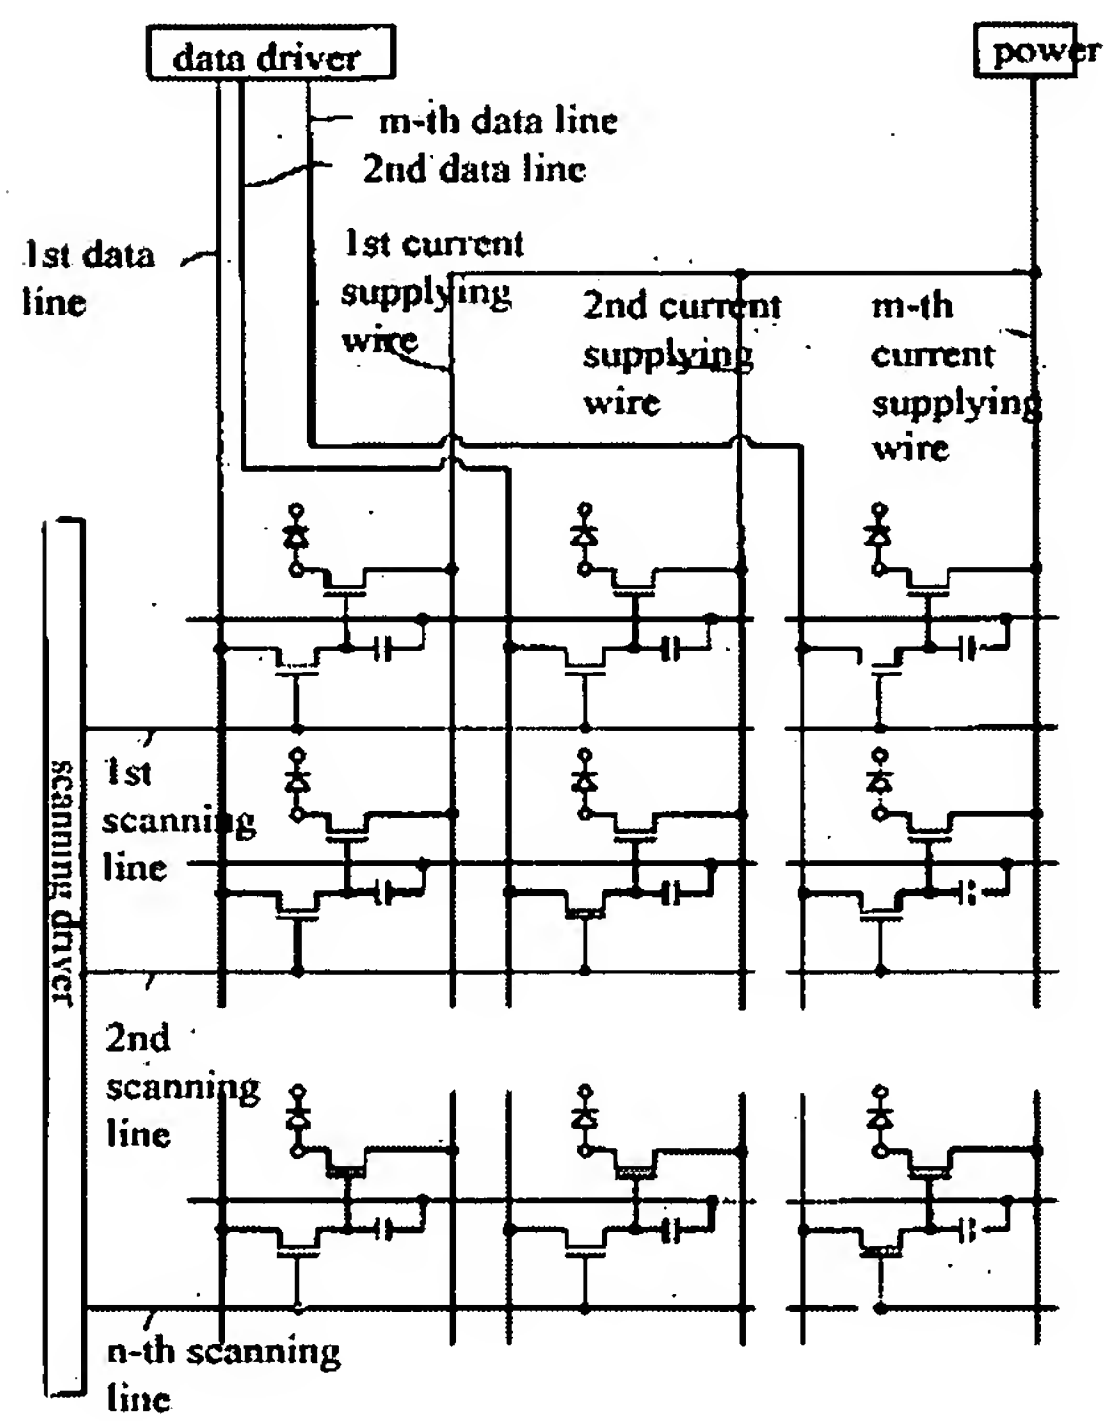 data driver
power
m-th data line
2nd data line
1st data
line
1st current
supplying
wire
2nd current
supplying
wire
m-th
current
supplying
wire
scanning driver
1st
scanning
line
2nd
scanning
line
n-th scanning
line